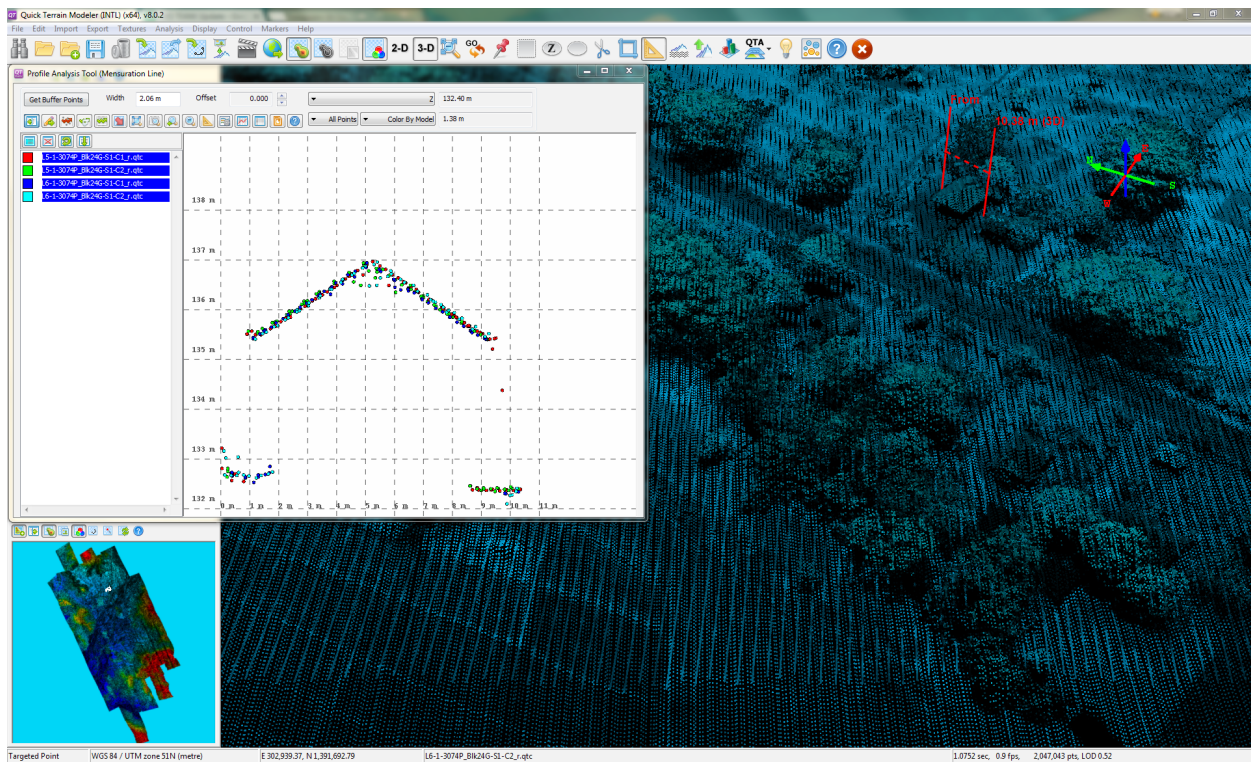 Quick Terrain Modeler (INTL) (x64), v8.0.2
File Edit Import Export Textures Analysis Display Control Markers Help
2-D 3-D GO Z QTA
Profile Analysis Tool (Mensuration Line)
Get Buffer Points Width 2.06 m Offset 0.000 Z 132.40 m
All Points Color By Model 1.38 m
L5-1-3074P_Blk24G-S1-C1_r.qtc
L5-1-3074P_Blk24G-S1-C2_r.qtc
L6-1-3074P_Blk24G-S1-C1_r.qtc
L6-1-3074P_Blk24G-S1-C2_r.qtc
138 m
137 m
136 m
135 m
134 m
133 m
132 m
0 m 1 m 2 m 3 m 4 m 5 m 6 m 7 m 8 m 9 m 10 m 11 m
From
N
S
Targeted Point WGS 84 / UTM zone 51N (metre) E 302,939.37, N 1,391,692.79 L6-1-3074P_Blk24G-S1-C2_r.qtc 1.0752 sec, 0.9 fps, 2,047,043 pts, LOD 0.52